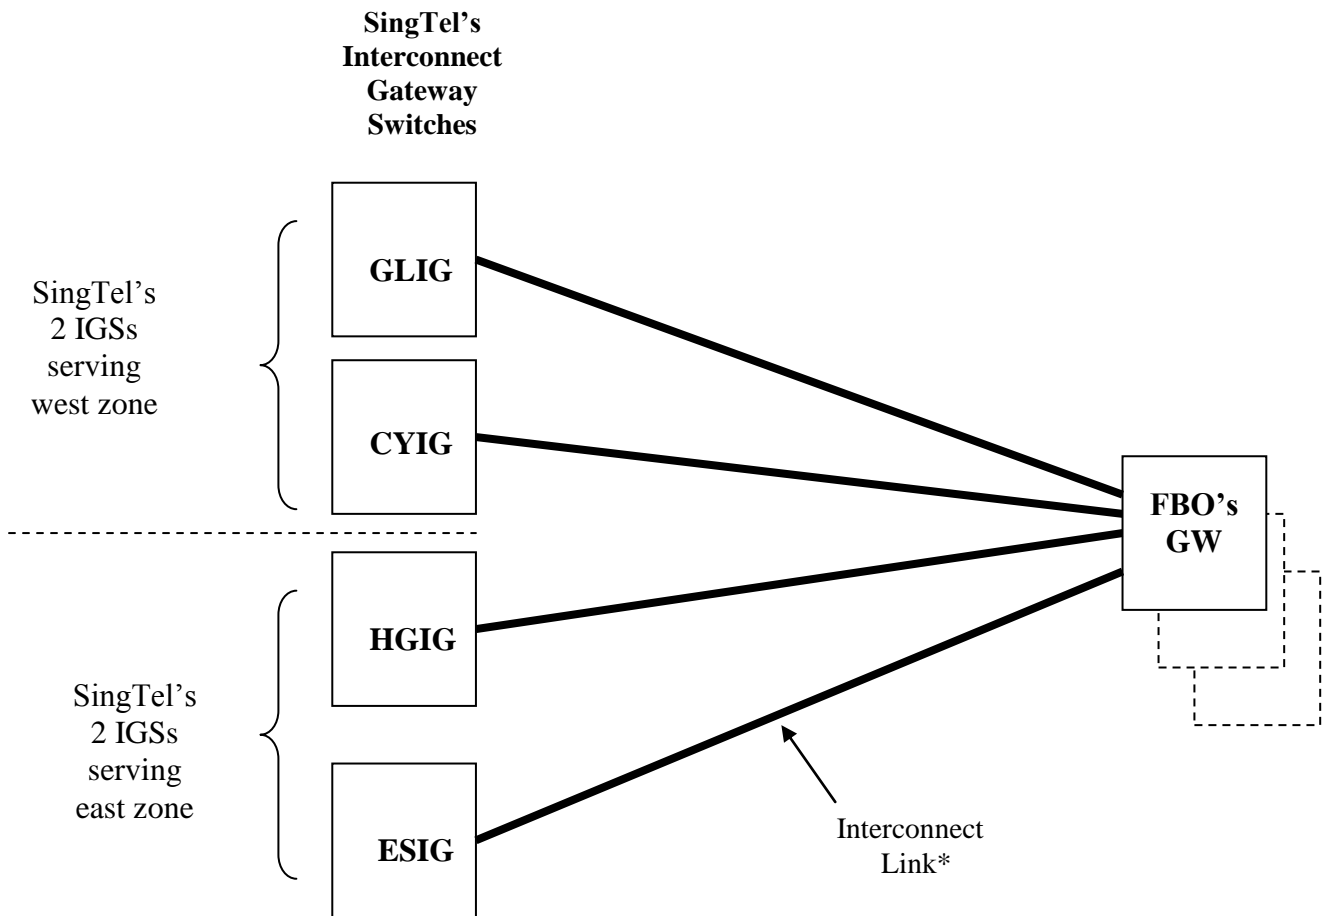 SingTel’s
Interconnect
Gateway
Switches
GLIG
SingTel’s
2 IGSs
serving
west zone
CYIG
FBO’s
GW
HGIG
SingTel’s
2 IGSs
serving
east zone
ESIG
Interconnect
Link*